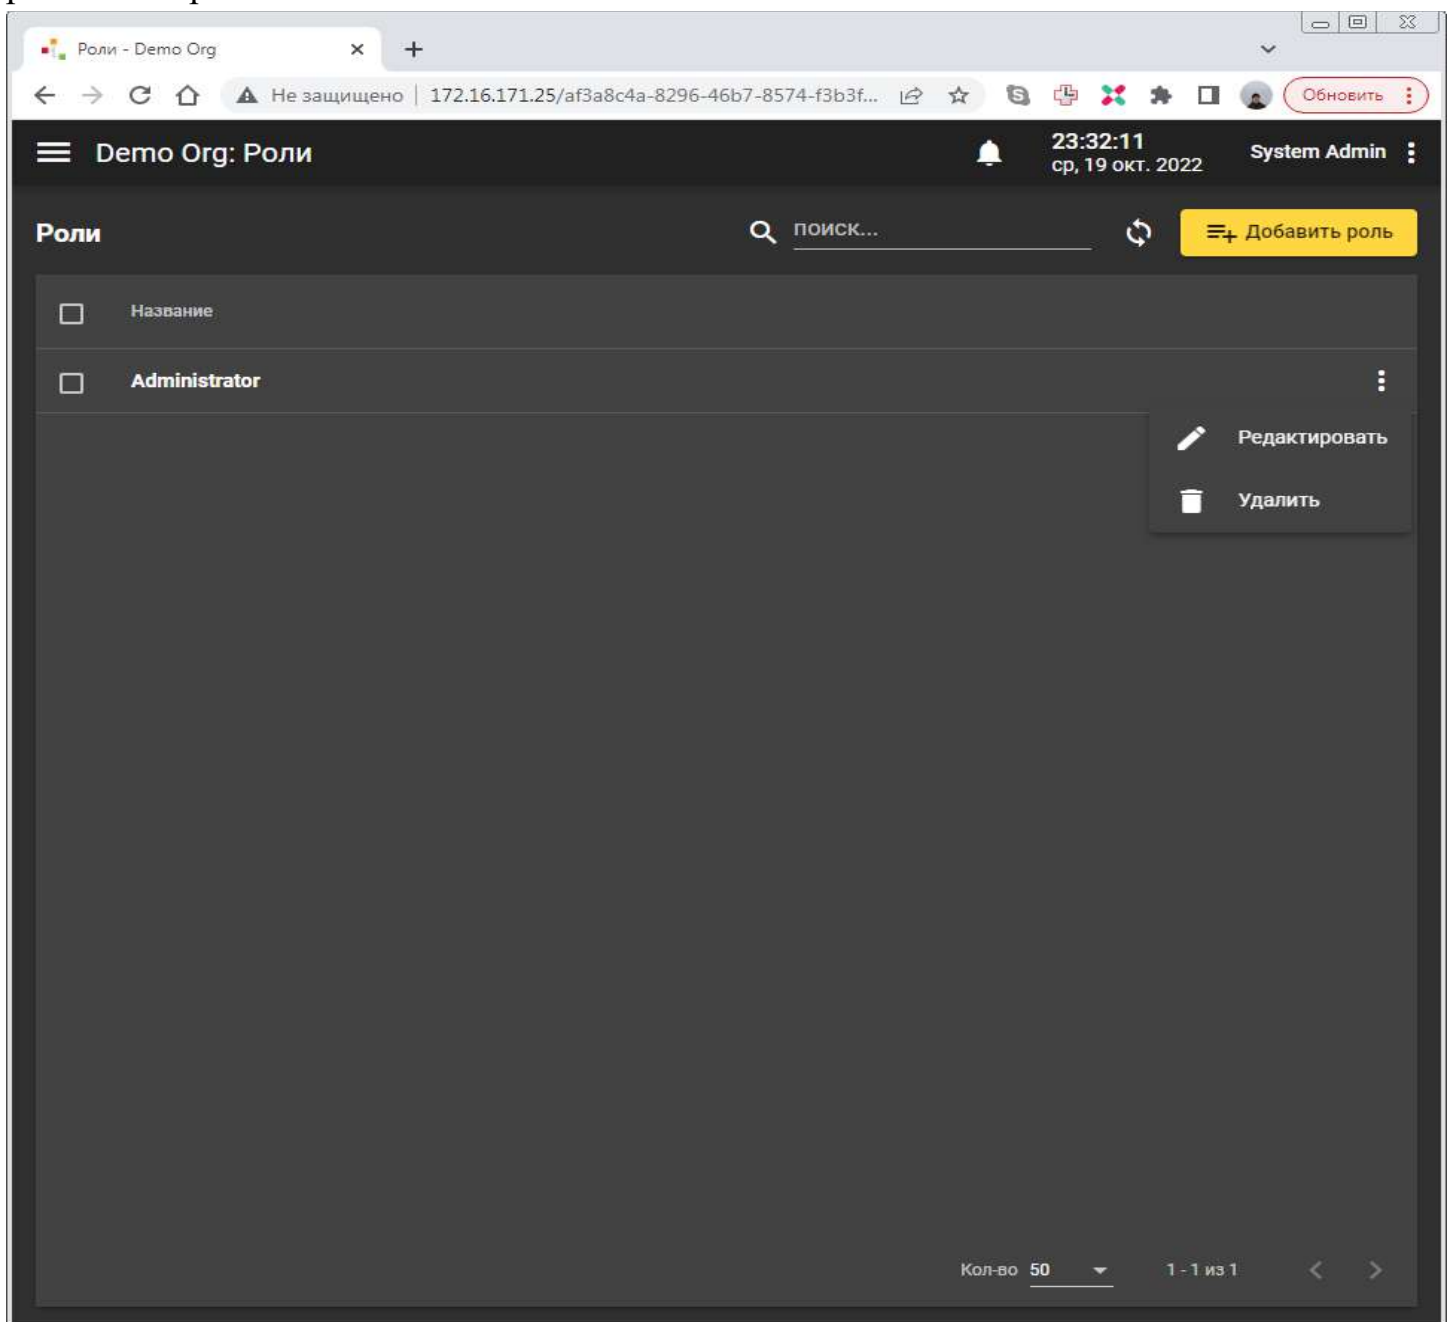 Роли - Demo Org
Не защищено | 172.16.171.25/af3a8c4a-8296-46b7-8574-f3b3f...
Обновить
Demo Org: Роли
23:32:11
ср, 19 окт. 2022
System Admin
Роли
поиск...
Добавить роль
Название
Administrator
Редактировать
Удалить
Кол-во 50
1 - 1 из 1